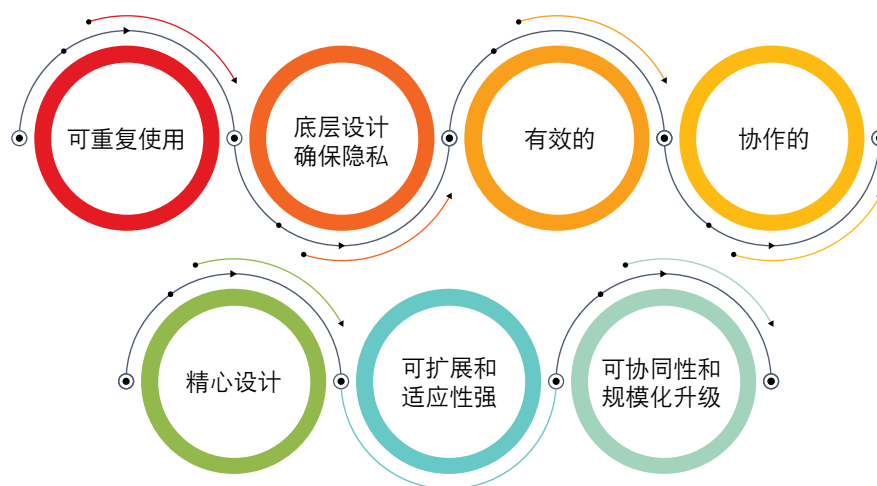 可重复使用
底层设计
确保隐私
有效的
协作的
精心设计
可扩展和
适应性强
可协同性和
规模化升级